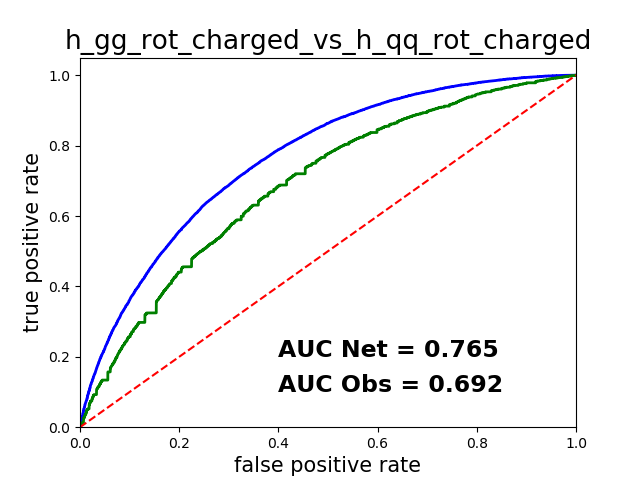 h_gg_rot_charged_vs_h_qq_rot_charged
true positive rate
1.0
0.8
0.6
0.4
0.2
0.0
AUC Net = 0.765
AUC Obs = 0.692
0.0 0.2 0.4 0.6 0.8 1.0
false positive rate